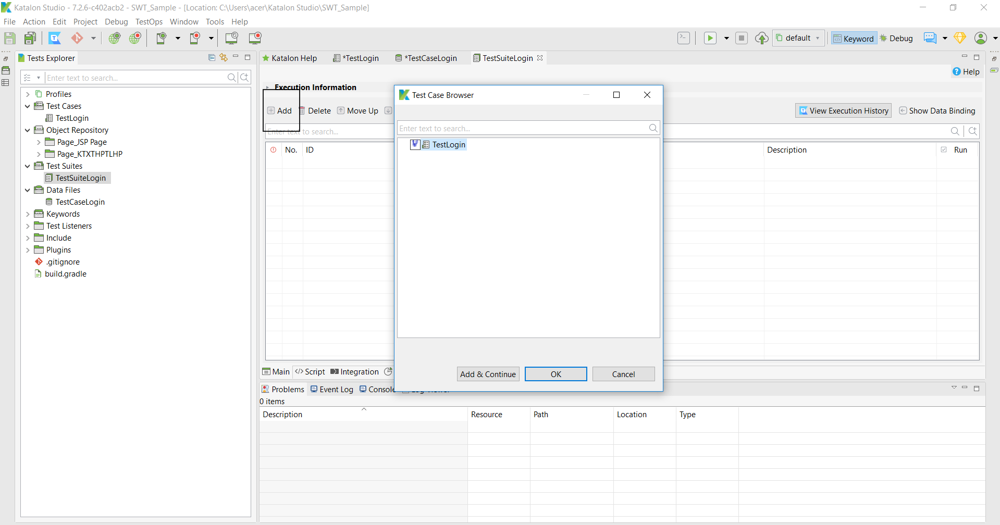 Katalon Studio - 7.2.6-c402acb2 - SWT_Sample - [Location: C:\Users\acer\Katalon Studio\SWT_Sample]
File Action Edit Project Debug TestOps Window Tools Help
default Keyword Debug
Tests Explorer
Enter text to search...
Profiles
Test Cases
TestLogin
Object Repository
Page_JSP Page
Page_KTXTHPTLHP
Test Suites
TestSuiteLogin
Data Files
TestCaseLogin
Keywords
Test Listeners
Include
Plugins
.gitignore
build.gradle
Katalon Help *TestLogin *TestCaseLogin TestSuiteLogin
Help
Execution Information
Add Delete Move Up View Execution History Show Data Binding
Enter text to search...
No. ID Description Run
Test Case Browser
Enter text to search...
TestLogin
Add & Continue OK Cancel
Main Script Integration
Problems Event Log Console Log Viewer
0 items
Description Resource Path Location Type